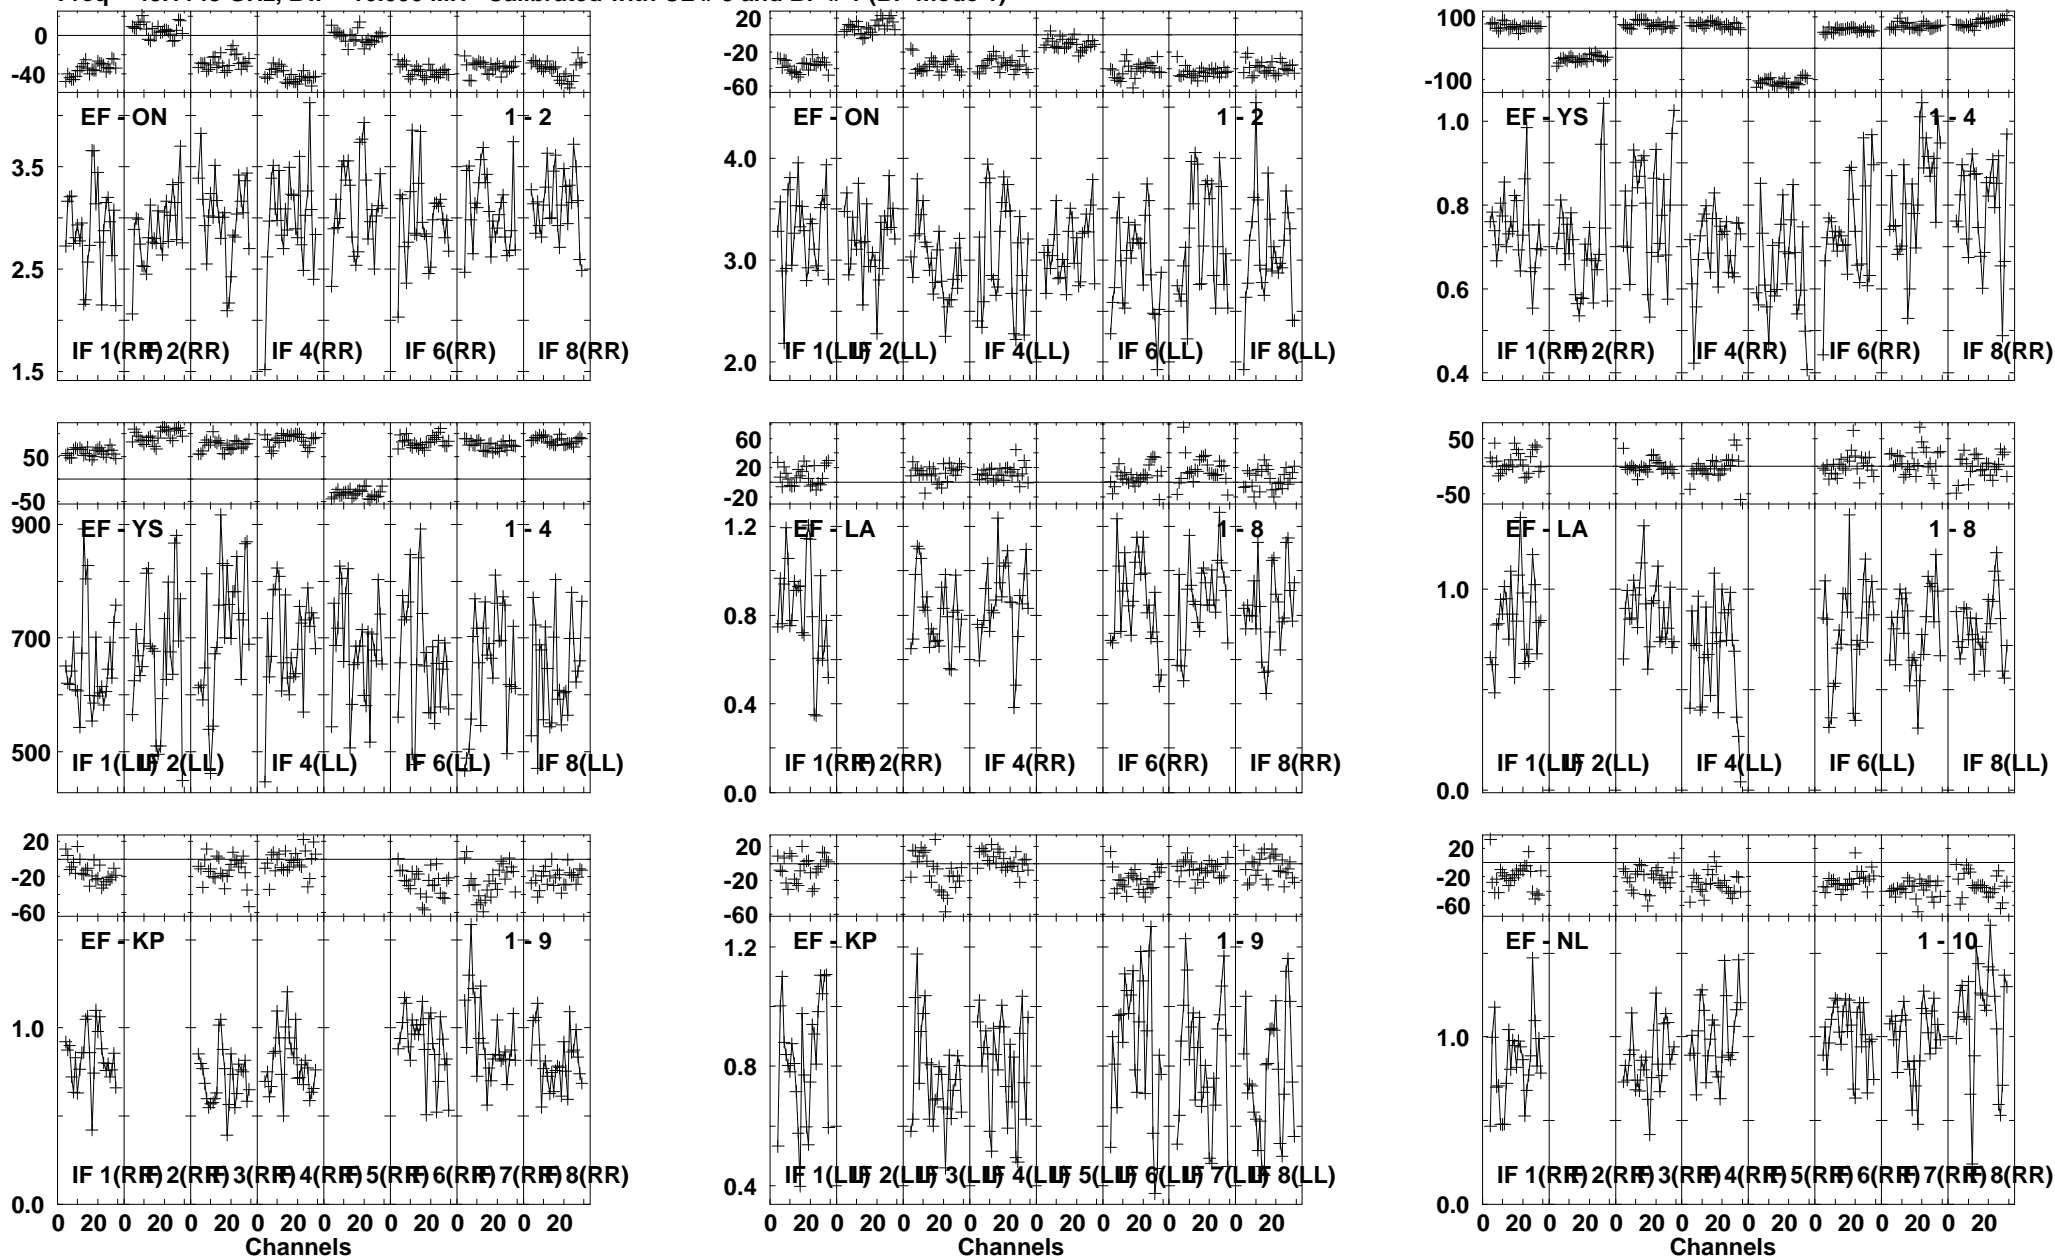 0
-40
EF - ON
1 - 2
3.5
2.5
1.5
IF 1(RR)
IF 2(RR)
IF 4(RR)
IF 6(RR)
IF 8(RR)
20
-20
-60
EF - ON
1 - 2
4.0
3.0
2.0
IF 1(LL)
IF 2(LL)
IF 4(LL)
IF 6(LL)
IF 8(LL)
100
-100
EF - YS
1 - 4
1.0
0.8
0.6
0.4
IF 1(RR)
IF 2(RR)
IF 4(RR)
IF 6(RR)
IF 8(RR)
50
-50
EF - YS
1 - 4
900
700
500
IF 1(LL)
IF 2(LL)
IF 4(LL)
IF 6(LL)
IF 8(LL)
60
20
-20
EF - LA
1 - 8
1.2
0.8
0.4
0.0
IF 1(RR)
IF 2(RR)
IF 4(RR)
IF 6(RR)
IF 8(RR)
50
-50
EF - LA
1 - 8
1.0
0.0
IF 1(LL)
IF 2(LL)
IF 4(LL)
IF 6(LL)
IF 8(LL)
20
-20
-60
EF - KP
1 - 9
1.0
0.0
IF 1(RR)
IF 2(RR)
IF 3(RR)
IF 4(RR)
IF 5(RR)
IF 6(RR)
IF 7(RR)
IF 8(RR)
0 20 0 20 0 20 0 20 0 20 0 20 0 20 0 20
Channels
20
-20
-60
EF - KP
1 - 9
1.2
0.8
0.4
IF 1(LL)
IF 2(LL)
IF 3(LL)
IF 4(LL)
IF 5(LL)
IF 6(LL)
IF 7(LL)
IF 8(LL)
0 20 0 20 0 20 0 20 0 20 0 20 0 20 0 20
Channels
20
-20
-60
EF - NL
1 - 10
1.0
0.0
IF 1(RR)
IF 2(RR)
IF 3(RR)
IF 4(RR)
IF 5(RR)
IF 6(RR)
IF 7(RR)
IF 8(RR)
0 20 0 20 0 20 0 20 0 20 0 20 0 20 0 20
Channels